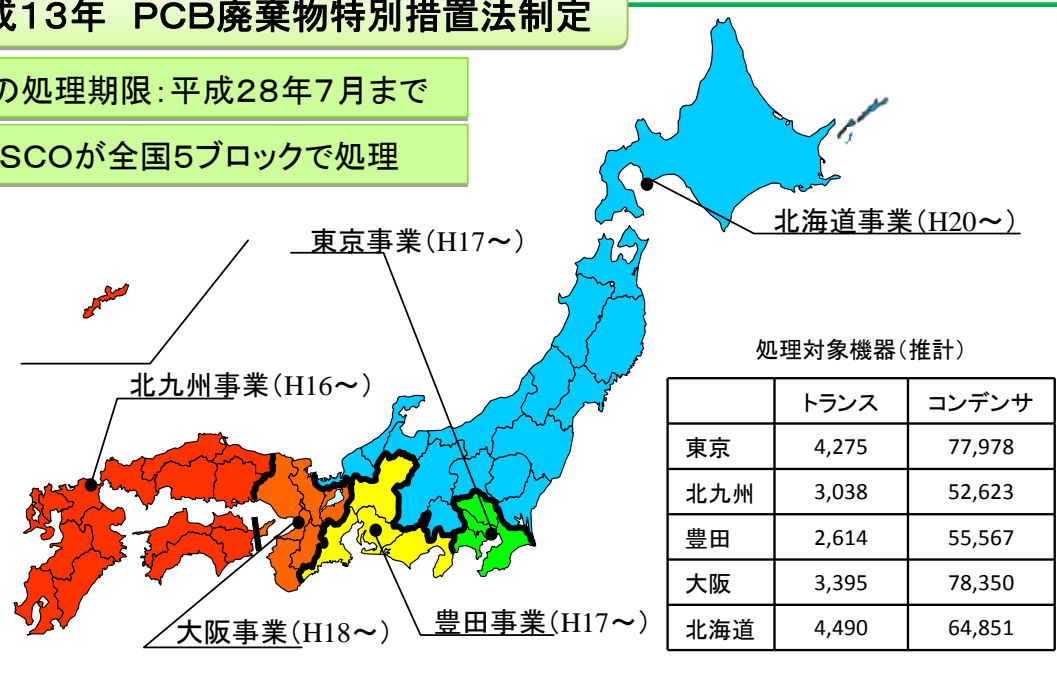 成13年 PCB廃棄物特別措置法制定
の処理期限:平成28年7月まで
SCOが全国5ブロックで処理
北海道事業(H20～)
東京事業(H17～)
北九州事業(H16～)
大阪事業(H18～)
豊田事業(H17～)
処理対象機器(推計)
トランス コンデンサ
東京 4,275 77,978
北九州 3,038 52,623
豊田 2,614 55,567
大阪 3,395 78,350
北海道 4,490 64,851